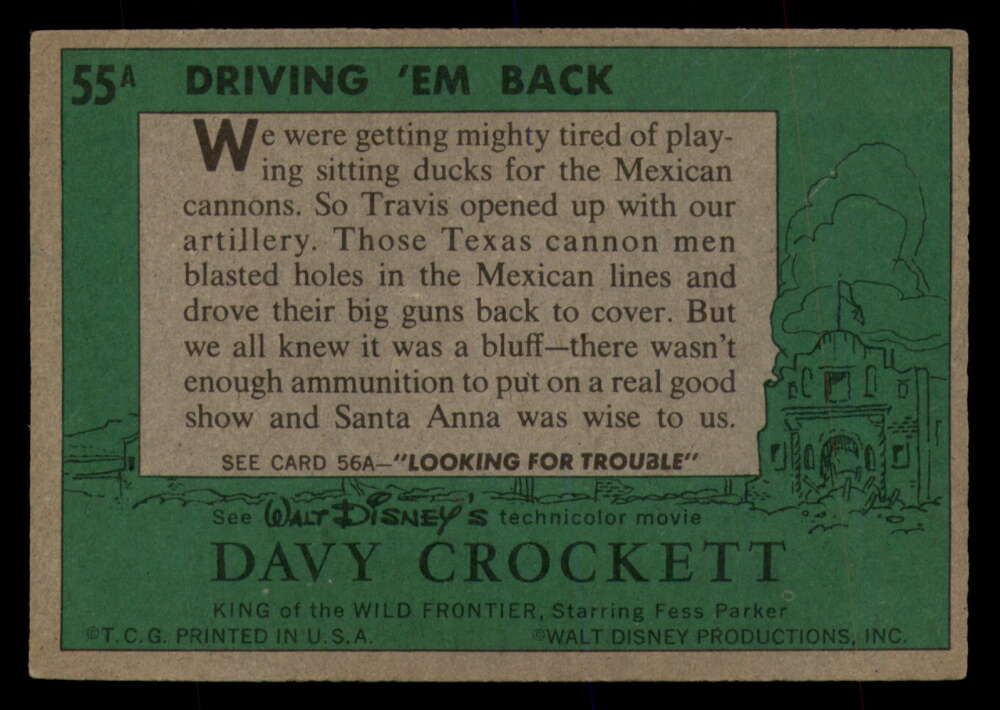 55A DRIVING 'EM BACK
We were getting mighty tired of play-
ing sitting ducks for the Mexican
cannons. So Travis opened up with our
artillery. Those Texas cannon men
blasted holes in the Mexican lines and
drove their big guns back to cover. But
we all knew it was a bluff—there wasn't
enough ammunition to put on a real good
show and Santa Anna was wise to us.
SEE CARD 56A—"LOOKING FOR TROUBLE"
See WALT DISNEY'S technicolor movie
DAVY CROCKETT
KING of the WILD FRONTIER, Starring Fess Parker
©T.C.G. PRINTED IN U.S.A. ©WALT DISNEY PRODUCTIONS, INC.